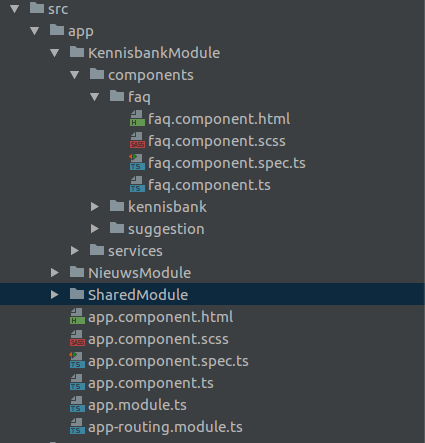 src
app
KennisbankModule
components
faq
faq.component.html
faq.component.scss
faq.component.spec.ts
faq.component.ts
kennisbank
suggestion
services
NieuwsModule
SharedModule
app.component.html
app.component.scss
app.component.spec.ts
app.component.ts
app.module.ts
app-routing.module.ts